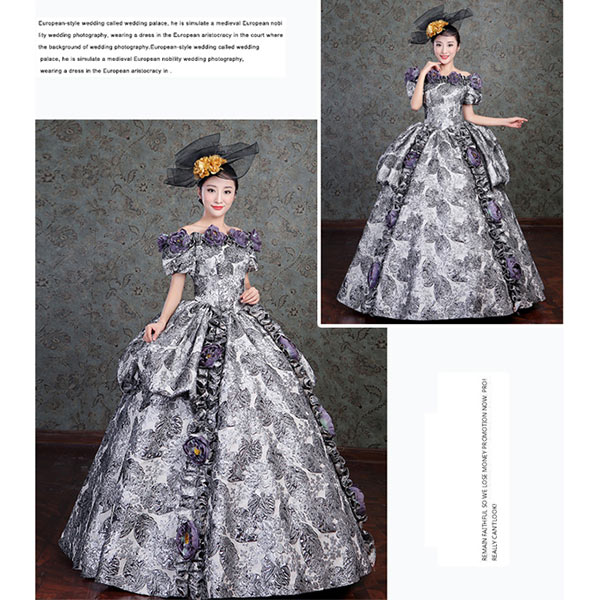 European-style wedding called wedding palace, he is simulate a medieval European nobi
lity wedding photography, wearing a dress in the European aristocracy in the court where
the background of wedding photography.European-style wedding called wedding
palace, he is simulate a medieval European nobility wedding photography,
wearing a dress in the European aristocracy in .
REMAIN FAITHFUL SO WE LOSE MONEY PROMOTION NOW. PRO!
REALLY CAN'TLOOK!